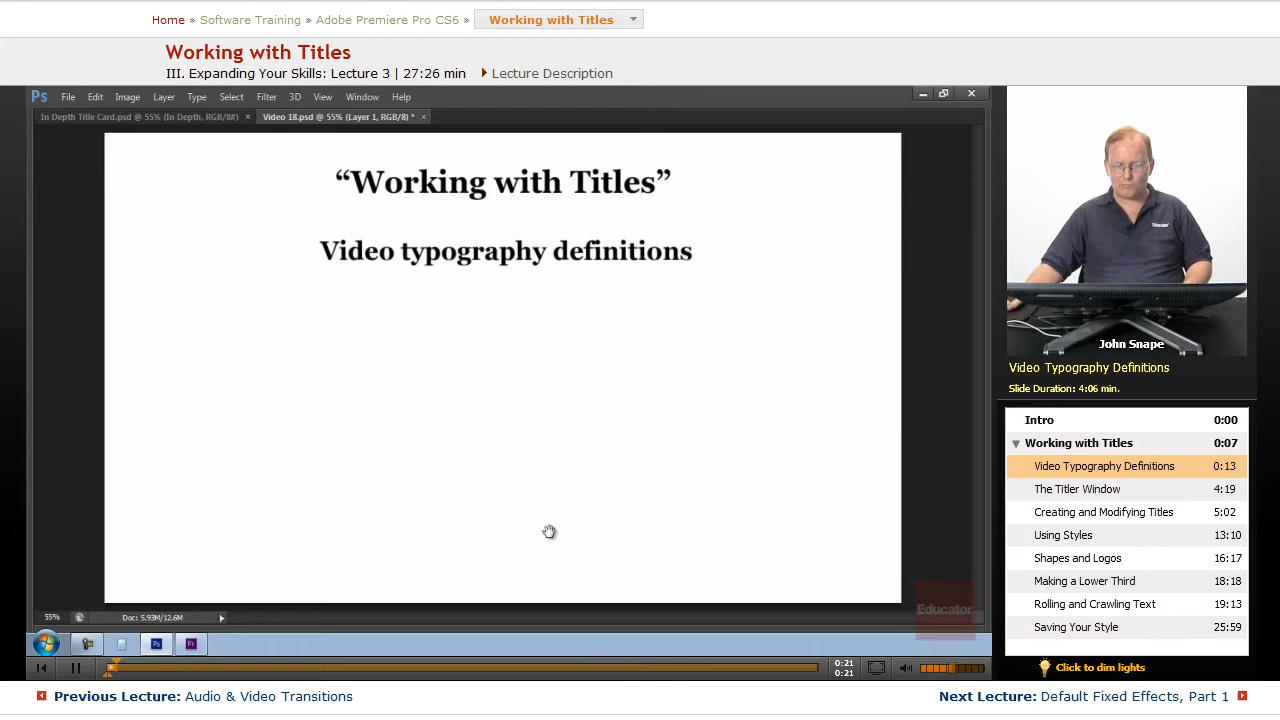 Home » Software Training » Adobe Premiere Pro CS6 » Working with Titles
Working with Titles
III. Expanding Your Skills: Lecture 3 | 27:26 min Lecture Description
Ps File Edit Image Layer Type Select Filter 3D View Window Help
In Depth Title Card.psd @ 55% (In Depth, RGB/8#) × Video 18.psd @ 55% (Layer 1, RGB/8) * ×
“Working with Titles”
Video typography definitions
Educator
55% Doc: 5.93M/12.6M
Ps Pr
0:21
0:21
Educator
John Snape
Video Typography Definitions
Slide Duration: 4:06 min.
Intro 0:00
Working with Titles 0:07
Video Typography Definitions 0:13
The Titler Window 4:19
Creating and Modifying Titles 5:02
Using Styles 13:10
Shapes and Logos 16:17
Making a Lower Third 18:18
Rolling and Crawling Text 19:13
Saving Your Style 25:59
Click to dim lights
Previous Lecture: Audio & Video Transitions
Next Lecture: Default Fixed Effects, Part 1